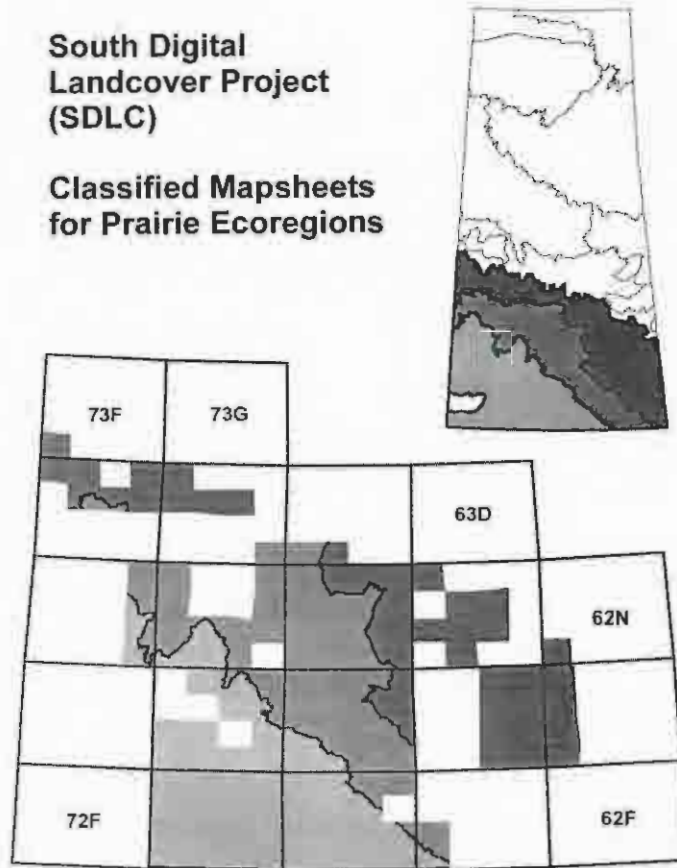 South Digital
Landcover Project
(SDLC)
Classified Mapsheets
for Prairie Ecoregions
73F
73G
63D
62N
72F
62F